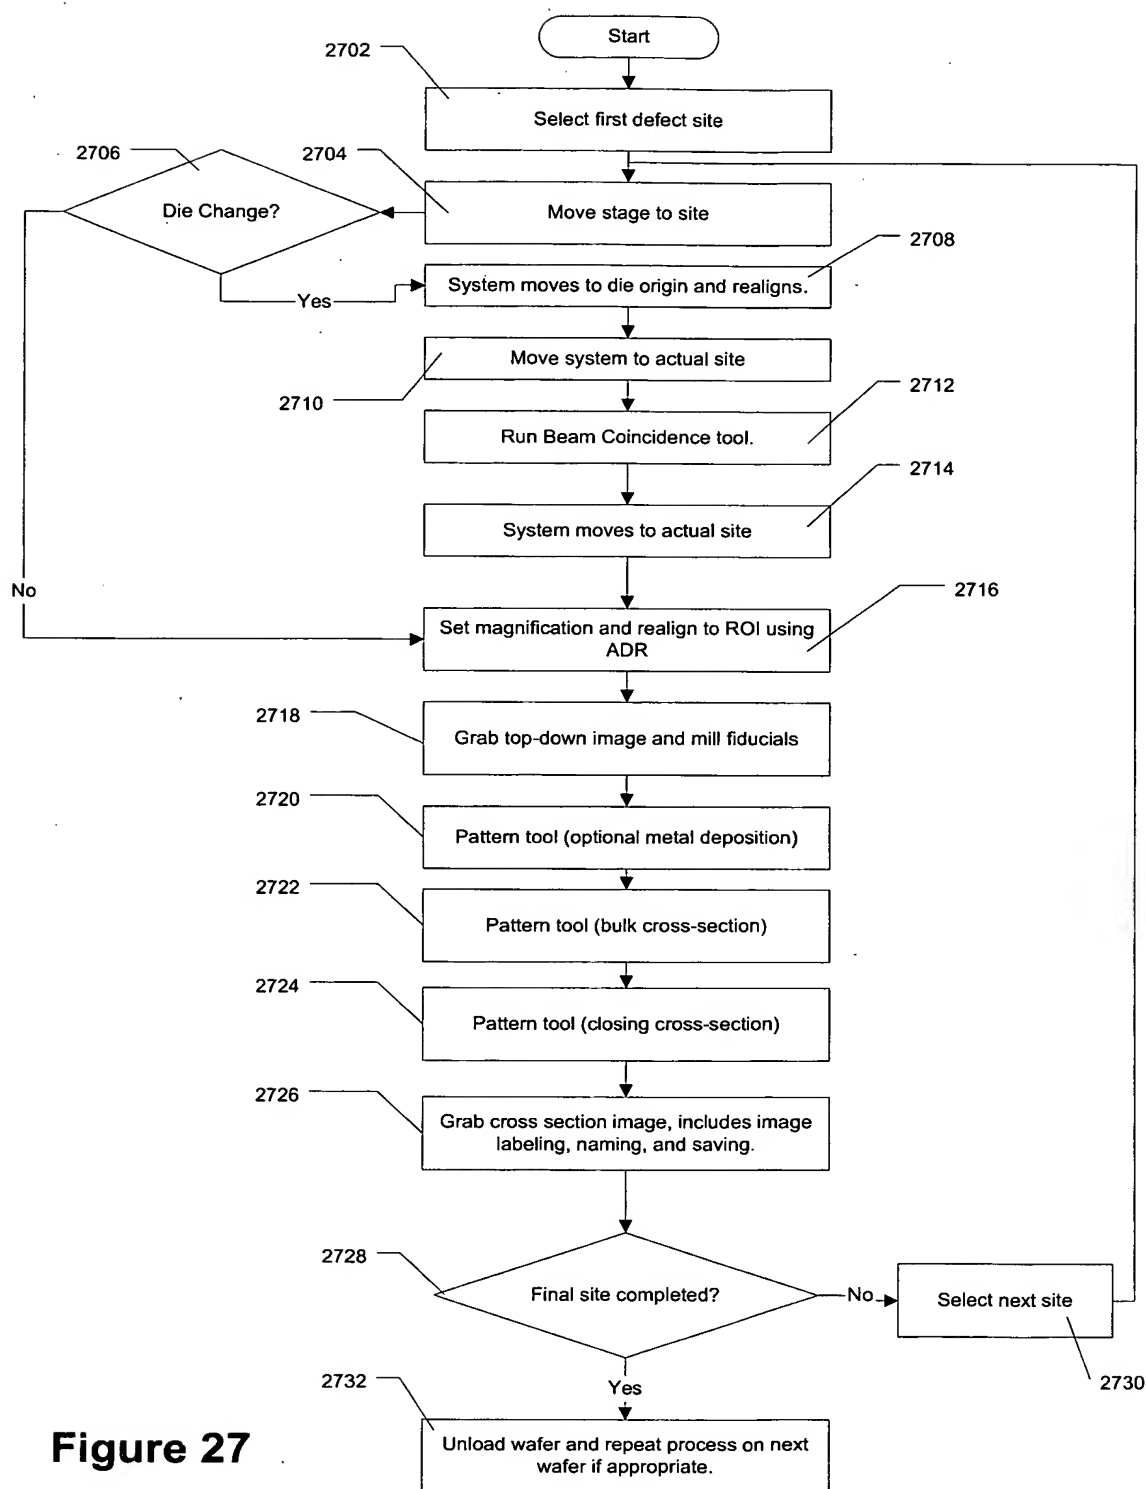 Start
2702
Select first defect site
2706
2704
Die Change?
Move stage to site
2708
System moves to die origin and realigns.
Yes
Move system to actual site
2710
2712
Run Beam Coincidence tool.
2714
System moves to actual site
No
2716
Set magnification and realign to ROI using
ADR
2718
Grab top-down image and mill fiducials
2720
Pattern tool (optional metal deposition)
2722
Pattern tool (bulk cross-section)
2724
Pattern tool (closing cross-section)
2726
Grab cross section image, includes image
labeling, naming, and saving.
2728
Final site completed?
No
Select next site
2730
Yes
2732
Unload wafer and repeat process on next
wafer if appropriate.
Figure 27